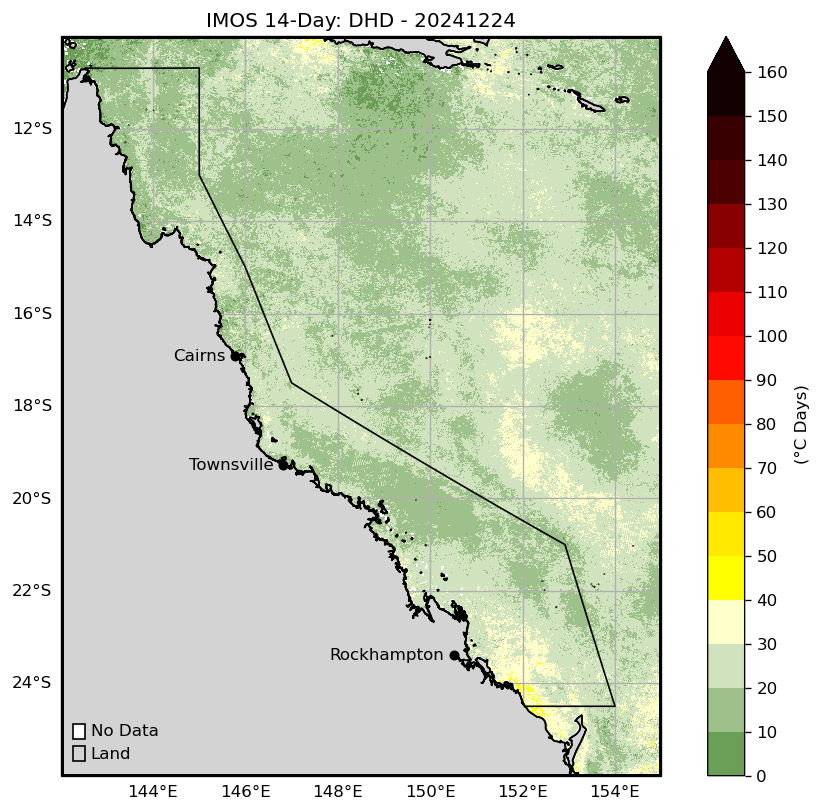 IMOS 14-Day: DHD - 20241224
12°S
14°S
16°S
18°S
20°S
22°S
24°S
Cairns
Townsville
Rockhampton
No Data
Land
144°E 146°E 148°E 150°E 152°E 154°E
160
150
140
130
120
110
100
90
80
70
60
50
40
30
20
10
0
(°C Days)